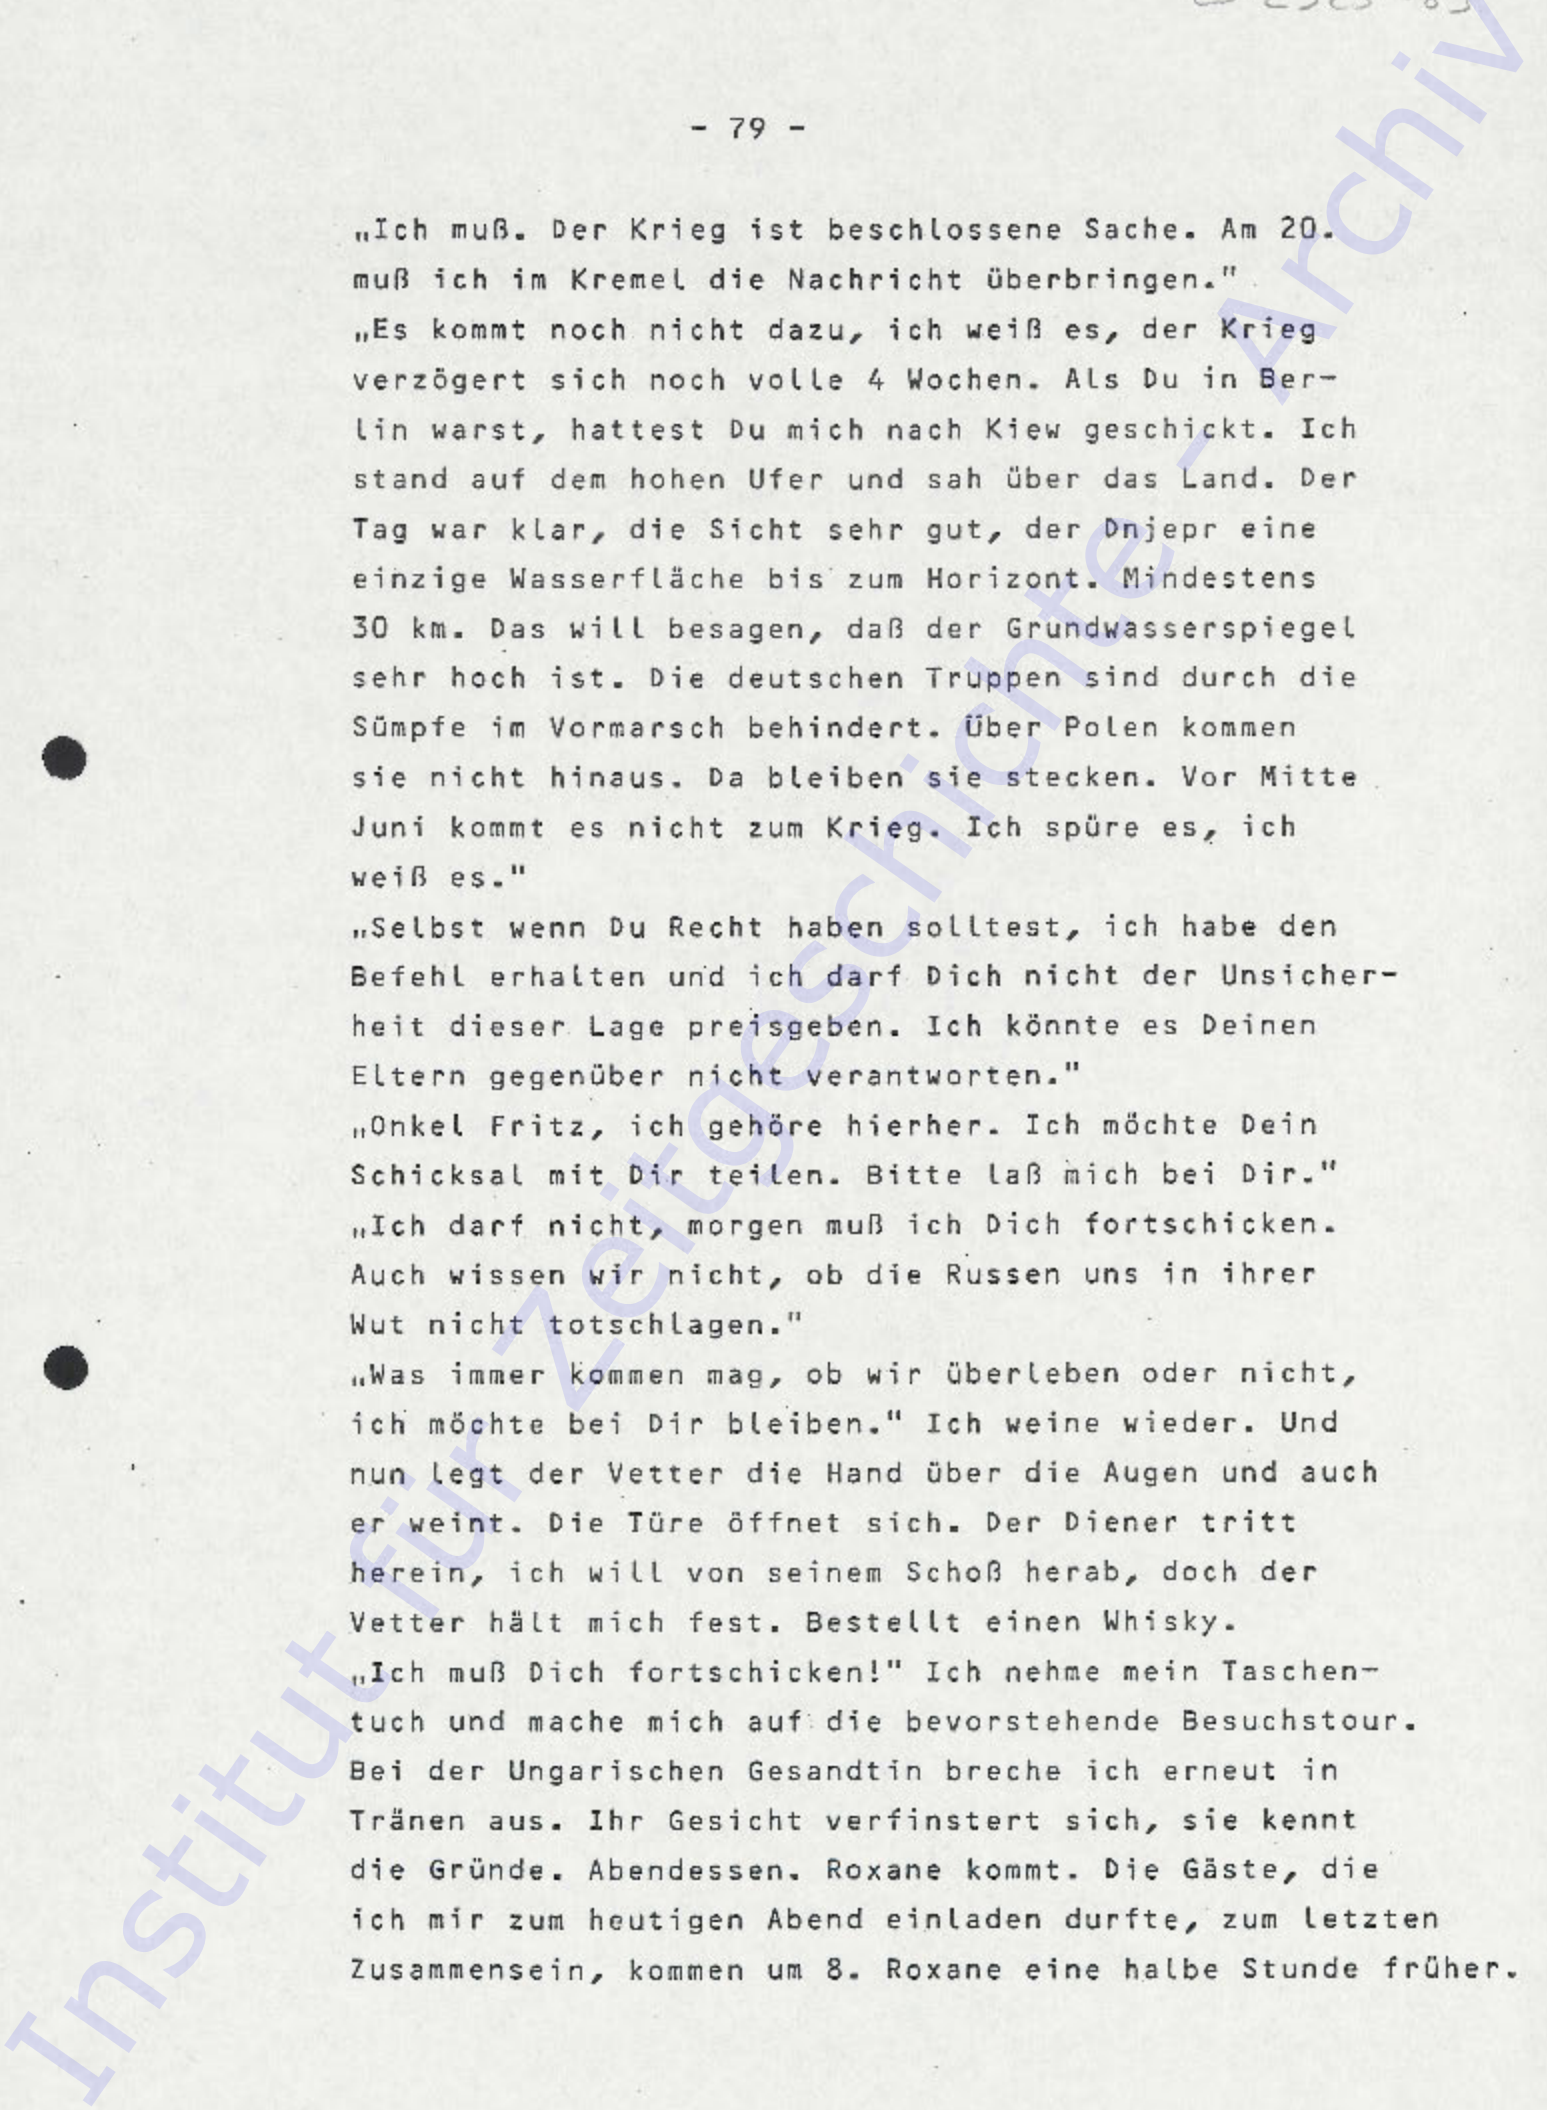 - 79 -
„Ich muß. Der Krieg ist beschlossene Sache. Am 20.
muß ich im Kremel die Nachricht überbringen."
„Es kommt noch nicht dazu, ich weiß es, der Krieg
verzögert sich noch volle 4 Wochen. Als Du in Ber-
lin warst, hattest Du mich nach Kiew geschickt. Ich
stand auf dem hohen Ufer und sah über das Land. Der
Tag war klar, die Sicht sehr gut, der Dnjepr eine
einzige Wasserfläche bis zum Horizont. Mindestens
30 km. Das will besagen, daß der Grundwasserspiegel
sehr hoch ist. Die deutschen Truppen sind durch die
Sümpfe im Vormarsch behindert. Über Polen kommen
sie nicht hinaus. Da bleiben sie stecken. Vor Mitte
Juni kommt es nicht zum Krieg. Ich spüre es, ich
weiß es."
„Selbst wenn Du Recht haben solltest, ich habe den
Befehl erhalten und ich darf Dich nicht der Unsicher-
heit dieser Lage preisgeben. Ich könnte es Deinen
Eltern gegenüber nicht verantworten."
„Onkel Fritz, ich gehöre hierher. Ich möchte Dein
Schicksal mit Dir teilen. Bitte laß mich bei Dir."
„Ich darf nicht, morgen muß ich Dich fortschicken.
Auch wissen wir nicht, ob die Russen uns in ihrer
Wut nicht totschlagen."
„Was immer kommen mag, ob wir überleben oder nicht,
ich möchte bei Dir bleiben." Ich weine wieder. Und
nun legt der Vetter die Hand über die Augen und auch
er weint. Die Türe öffnet sich. Der Diener tritt
herein, ich will von seinem Schoß herab, doch der
Vetter hält mich fest. Bestellt einen Whisky.
„Ich muß Dich fortschicken!" Ich nehme mein Taschen-
tuch und mache mich auf die bevorstehende Besuchstour.
Bei der Ungarischen Gesandtin breche ich erneut in
Tränen aus. Ihr Gesicht verfinstert sich, sie kennt
die Gründe. Abendessen. Roxane kommt. Die Gäste, die
ich mir zum heutigen Abend einladen durfte, zum letzten
Zusammensein, kommen um 8. Roxane eine halbe Stunde früher.
Institut für Zeitgeschichte - Archiv